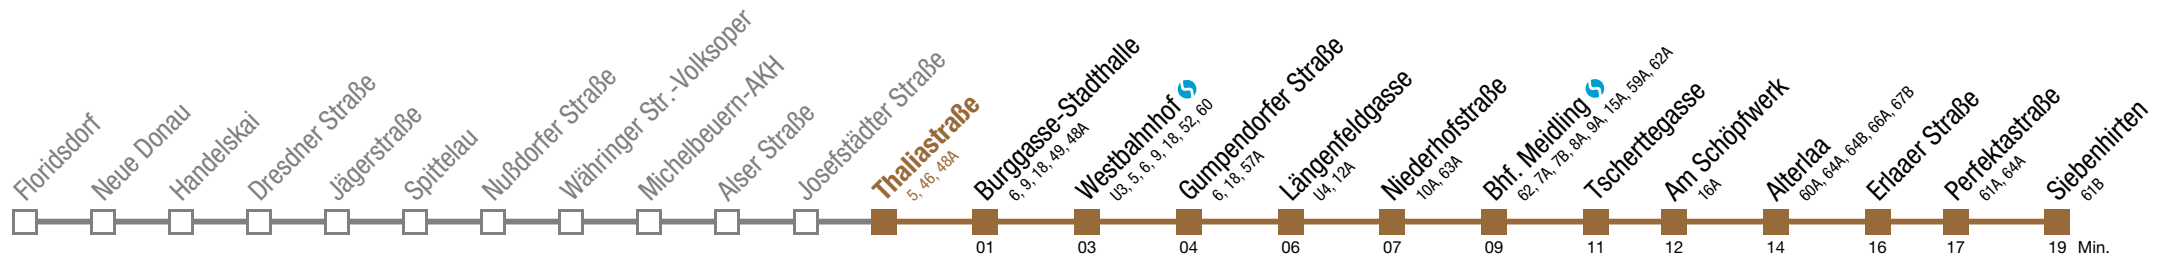 Floridsdorf
Neue Donau
Handelskai
Dresdner Straße
Jägerstraße
Spittelau
Nußdorfer Straße
Währinger Str.-Volksoper
Michelbeuern-AKH
Alser Straße
Josefstädter Straße
Thaliastraße
5, 46, 48A
Burggasse-Stadthalle
6, 9, 18, 49, 48A
Westbahnhof
U3, 5, 6, 9, 18, 52, 60
Gumpendorfer Straße
6, 18, 57A
Längenfeldgasse
U4, 12A
Niederhofstraße
10A, 63A
Bhf. Meidling
62, 7A, 7B, 8A, 9A, 15A, 59A, 62A
Tscherttegasse
Am Schöpfwerk
16A
Alterlaa
60A, 64A, 64B, 66A, 67B
Erlaaer Straße
Perfektastraße
61A, 64A
Siebenhirten
61B
01 03 04 06 07 09 11 12 14 16 17 19 Min.